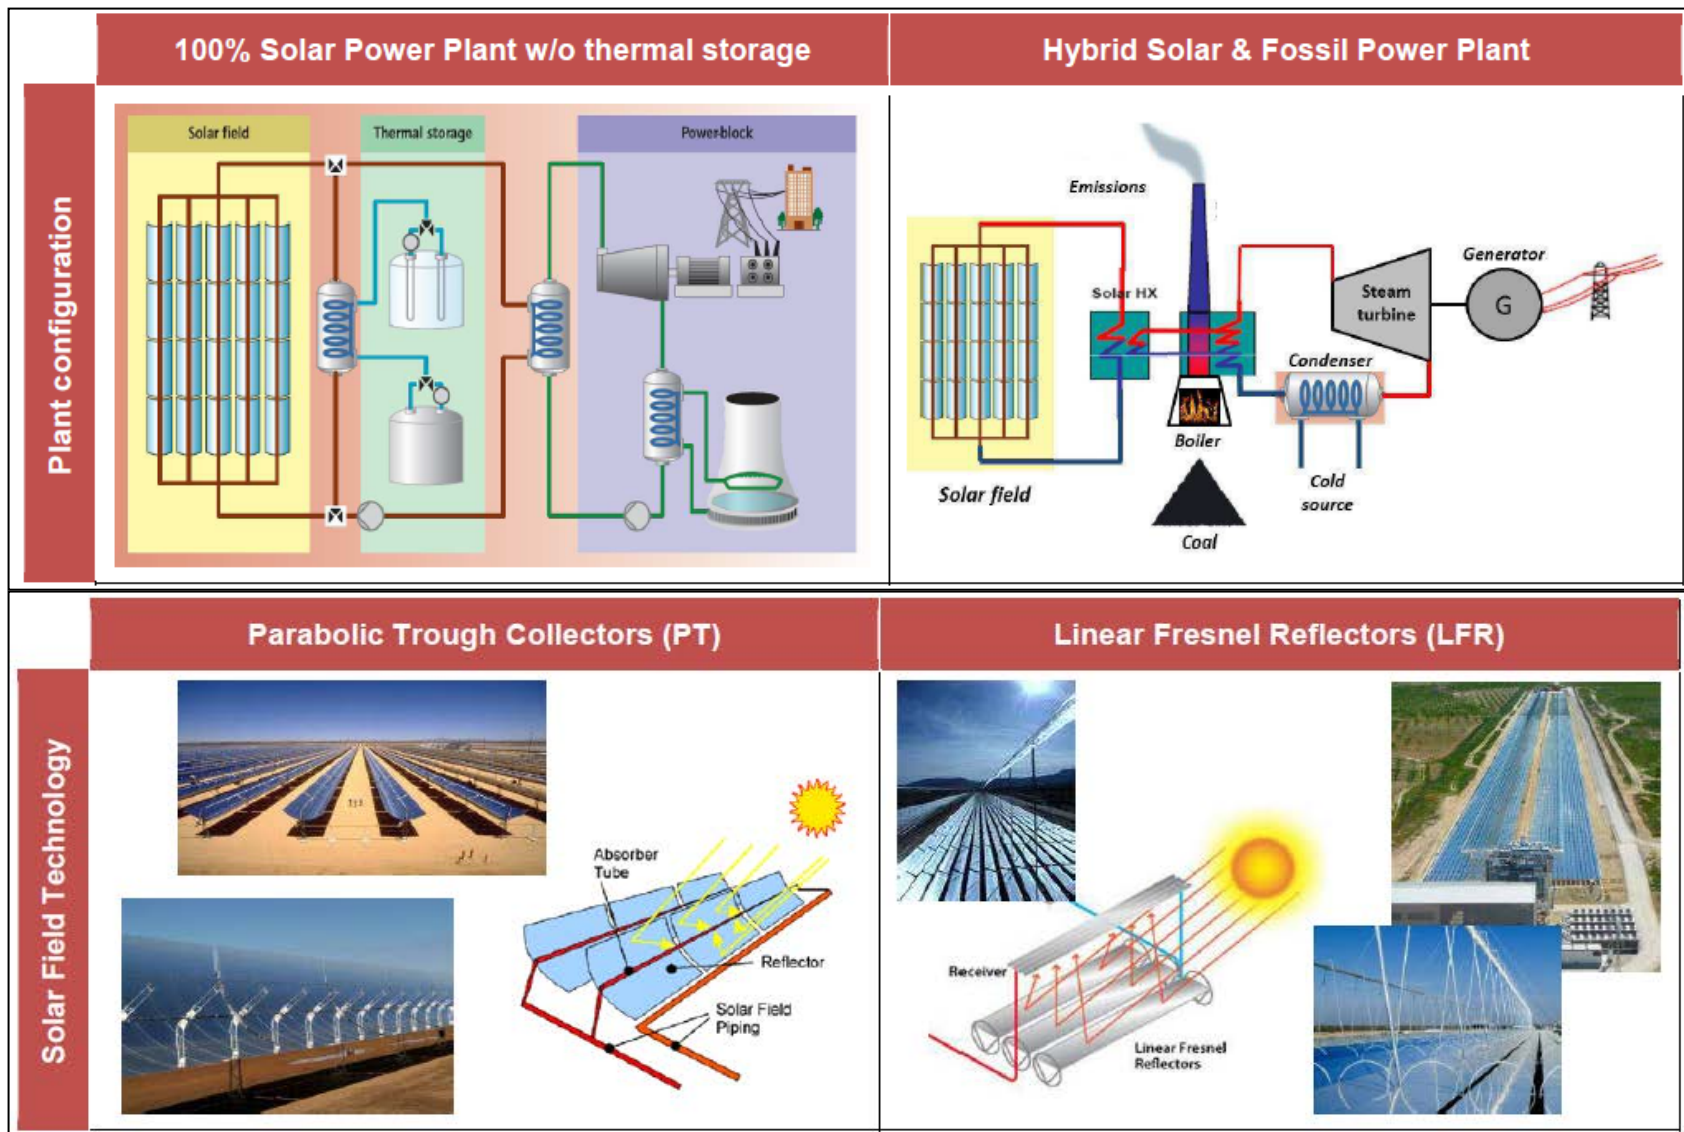 100% Solar Power Plant w/o thermal storage
Hybrid Solar & Fossil Power Plant
Plant configuration
Solar field
Thermal storage
Power-block
Emissions
Solar HX
Boiler
Coal
Solar field
Steam
turbine
Generator
G
Condenser
Cold
source
Parabolic Trough Collectors (PT)
Linear Fresnel Reflectors (LFR)
Solar Field Technology
Absorber
Tube
Reflector
Solar Field
Piping
Receiver
Linear Fresnel
Reflectors